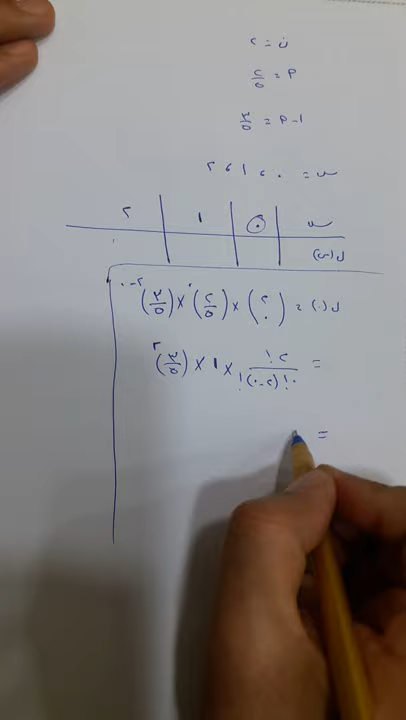 ن = ٢
P = ٢/٥
١ - P = ٣/٥
س = ٠ ، ١ ، ٢
س | ٠ | ١ | ٢
ل(س)
ل(٠) = (٢ ٠) × (٢/٥)^٠ × (٣/٥)^٢-٠
= ٢!/٠!(٢-٠)! × ١ × (٣/٥)^٢
=